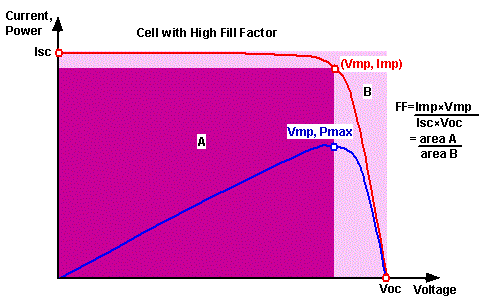 Current,
Power
Cell with High Fill Factor
Isc
(Vmp, Imp)
B
FF=Imp×Vmp
Isc×Voc
= area A
area B
Vmp, Pmax
A
Voc
Voltage